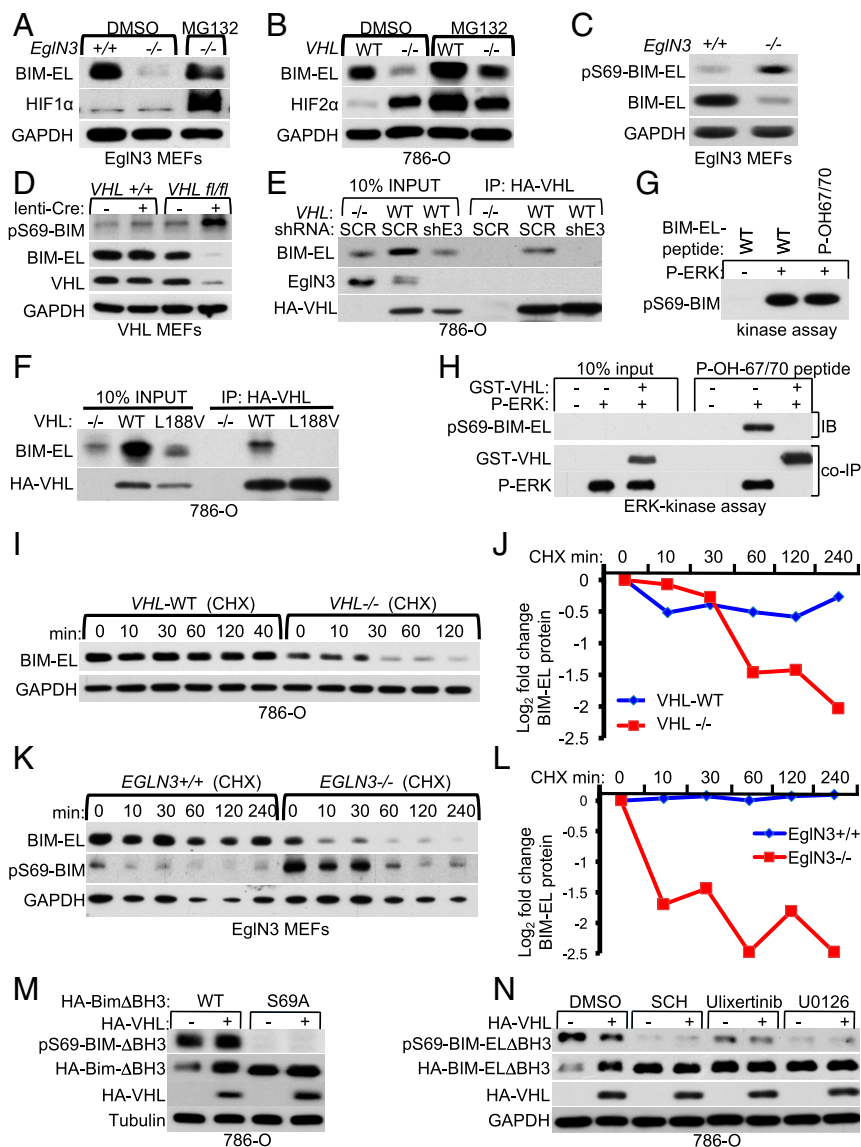 A
DMSO MG132
EglN3 +/+ -/- -/-
BIM-EL
HIF1α
GAPDH
EglN3 MEFs
B
DMSO MG132
VHL WT -/- WT -/-
BIM-EL
HIF2α
GAPDH
786-O
C
EglN3 +/+ -/-
pS69-BIM-EL
BIM-EL
GAPDH
EglN3 MEFs
D
VHL +/+ VHL fl/fl
lenti-Cre: - + - +
pS69-BIM
BIM-EL
VHL
GAPDH
VHL MEFs
E
10% INPUT IP: HA-VHL
VHL: -/- WT WT -/- WT WT
shRNA: SCR SCR shE3 SCR SCR shE3
BIM-EL
EglN3
HA-VHL
786-O
G
BIM-EL-peptide: WT WT P-OH67/70
P-ERK: - + +
pS69-BIM
kinase assay
F
10% INPUT IP: HA-VHL
VHL: -/- WT L188V -/- WT L188V
BIM-EL
HA-VHL
786-O
H
10% input P-OH-67/70 peptide
GST-VHL: - - + - - +
P-ERK: - + + - + +
pS69-BIM-EL IB
GST-VHL
P-ERK
co-IP
ERK-kinase assay
I
VHL-WT (CHX) VHL-/- (CHX)
min: 0 10 30 60 120 40 0 10 30 60 120
BIM-EL
GAPDH
786-O
J
CHX min: 0 10 30 60 120 240
Log2 fold change BIM-EL protein
0
-0.5
-1
-1.5
-2
-2.5
VHL-WT
VHL -/-
K
EGLN3+/+ (CHX) EGLN3-/- (CHX)
min: 0 10 30 60 120 240 0 10 30 60 120 240
BIM-EL
pS69-BIM
GAPDH
EglN3 MEFs
L
CHX min: 0 10 30 60 120 240
Log2 fold change BIM-EL protein
0
-0.5
-1
-1.5
-2
-2.5
EglN3+/+
EglN3-/-
M
HA-BimΔBH3: WT S69A
HA-VHL: - + - +
pS69-BIM-ΔBH3
HA-Bim-ΔBH3
HA-VHL
Tubulin
786-O
N
DMSO SCH Ulixertinib U0126
HA-VHL: - + - + - + - +
pS69-BIM-ELΔBH3
HA-BIM-ELΔBH3
HA-VHL
GAPDH
786-O